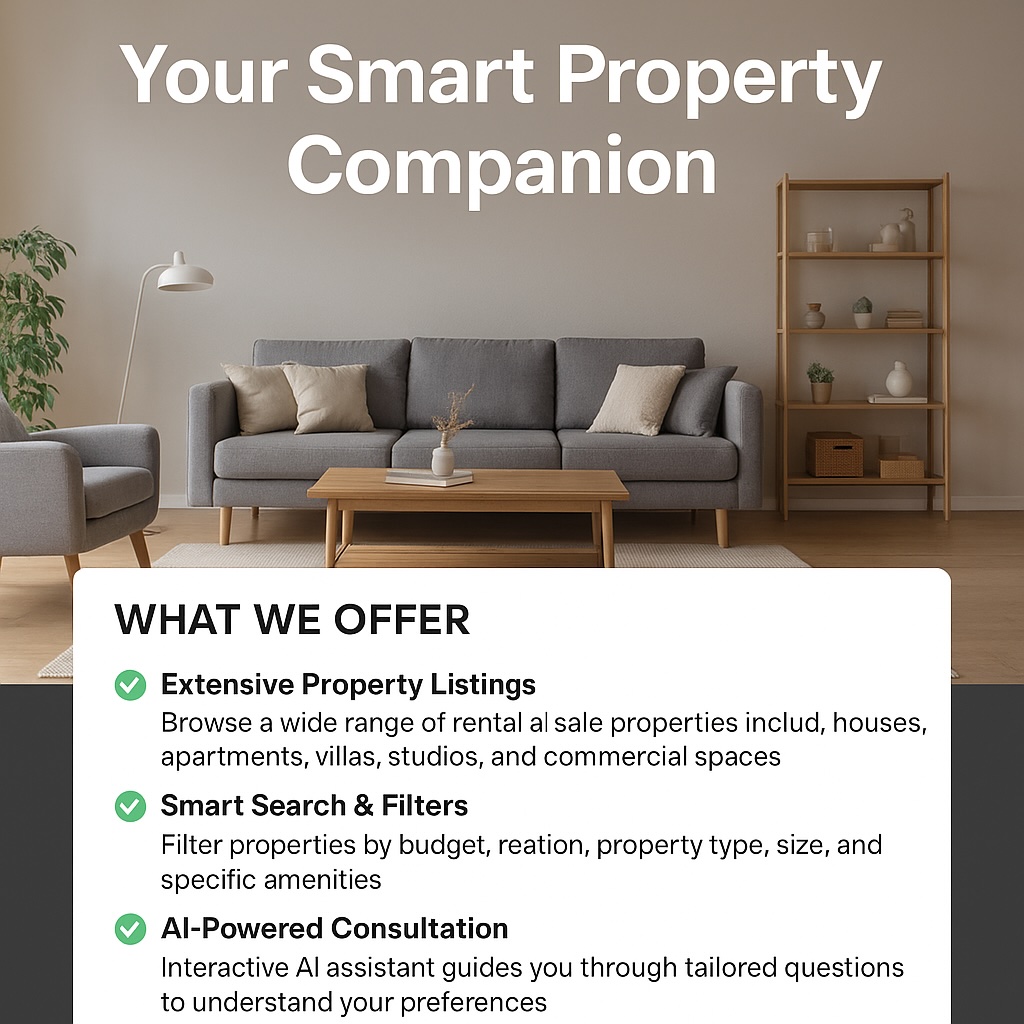 Your Smart Property
Companion
WHAT WE OFFER
Extensive Property Listings
Browse a wide range of rental al sale properties includ, houses,
apartments, villas, studios, and commercial spaces
Smart Search & Filters
Filter properties by budget, reation, property type, size, and
specific amenities
AI-Powered Consultation
Interactive AI assistant guides you through tailored questions
to understand your preferences